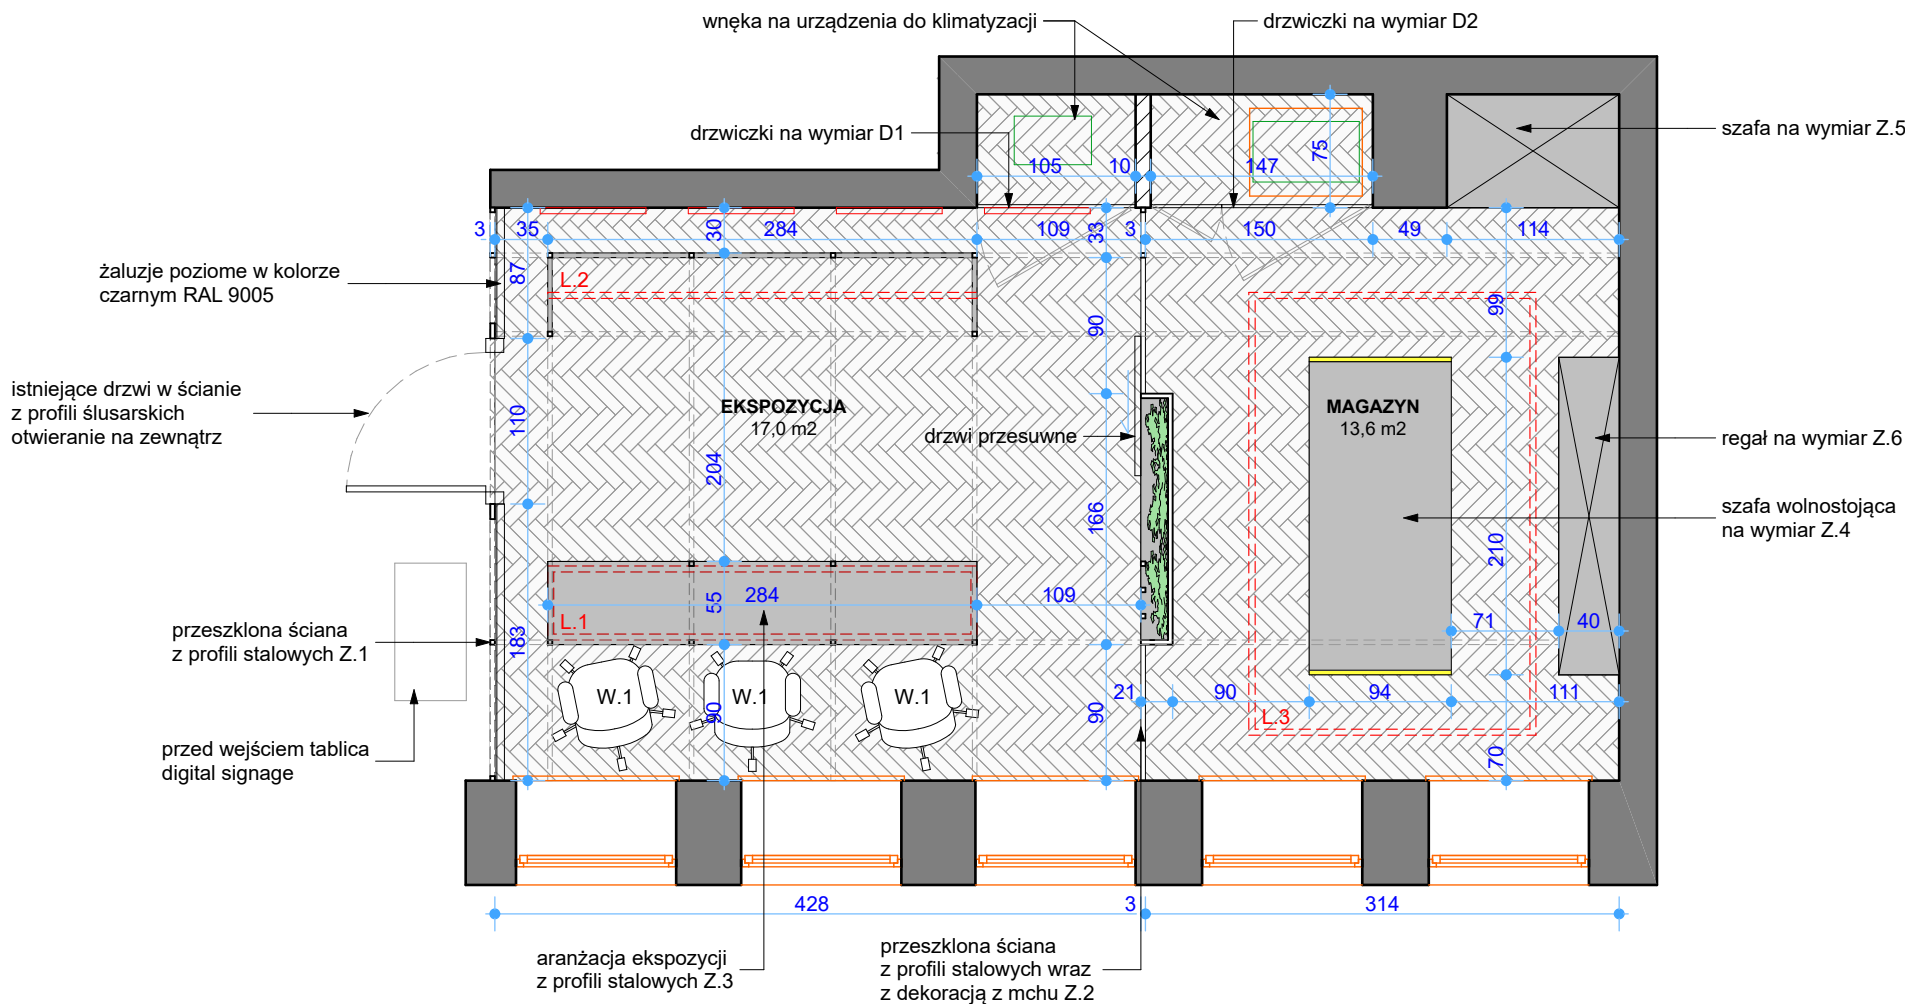 wnęka na urządzenia do klimatyzacji
drzwiczki na wymiar D2
drzwiczki na wymiar D1
szafa na wymiar Z.5
105
10
147
75
3
35
30
284
109
33
3
150
49
114
żaluzje poziome w kolorze
czarnym RAL 9005
87
L.2
90
99
istniejące drzwi w ścianie
z profili ślusarskich
otwieranie na zewnątrz
110
EKSPOZYCJA
17,0 m2
204
drzwi przesuwne
MAGAZYN
13,6 m2
regał na wymiar Z.6
166
210
szafa wolnostojąca
na wymiar Z.4
284
55
109
L.1
71
40
przeszklona ściana
z profili stalowych Z.1
183
W.1
W.1
W.1
90
90
21
90
94
111
L.3
70
przed wejściem tablica
digital signage
428
3
314
aranżacja ekspozycji
z profili stalowych Z.3
przeszklona ściana
z profili stalowych wraz
z dekoracją z mchu Z.2